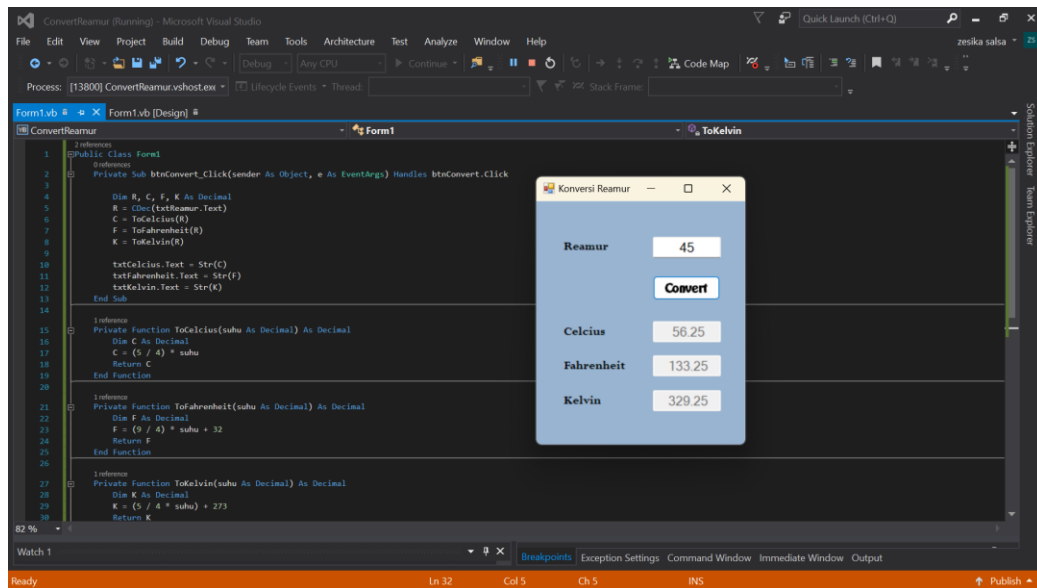 ConvertReamur (Running) - Microsoft Visual Studio
Quick Launch (Ctrl+Q)
File Edit View Project Build Debug Team Tools Architecture Test Analyze Window Help
zesika salsa ZS
Debug Any CPU Continue Code Map
Process: [13800] ConvertReamur.vshost.exe Lifecycle Events Thread: Stack Frame:
Form1.vb Form1.vb [Design]
ConvertReamur Form1 ToKelvin
Solution Explorer
Team Explorer
2 references
1 Public Class Form1
0 references
2 Private Sub btnConvert_Click(sender As Object, e As EventArgs) Handles btnConvert.Click
3
4 Dim R, C, F, K As Decimal
5 R = CDec(txtReamur.Text)
6 C = ToCelcius(R)
7 F = ToFahrenheit(R)
8 K = ToKelvin(R)
9
10 txtCelcius.Text = Str(C)
11 txtFahrenheit.Text = Str(F)
12 txtKelvin.Text = Str(K)
13 End Sub
14
1 reference
15 Private Function ToCelcius(suhu As Decimal) As Decimal
16 Dim C As Decimal
17 C = (5 / 4) * suhu
18 Return C
19 End Function
20
1 reference
21 Private Function ToFahrenheit(suhu As Decimal) As Decimal
22 Dim F As Decimal
23 F = (9 / 4) * suhu + 32
24 Return F
25 End Function
26
1 reference
27 Private Function ToKelvin(suhu As Decimal) As Decimal
28 Dim K As Decimal
29 K = (5 / 4 * suhu) + 273
30 Return K
Konversi Reamur
Reamur 45
Convert
Celcius 56.25
Fahrenheit 133.25
Kelvin 329.25
82 %
Watch 1
Breakpoints Exception Settings Command Window Immediate Window Output
Ready Ln 32 Col 5 Ch 5 INS Publish